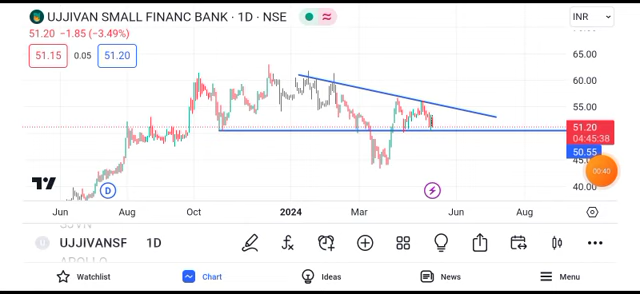 UJJIVAN SMALL FINANC BANK · 1D · NSE
INR
51.20 −1.85 (−3.49%)
51.15 0.05 51.20
65.00
60.00
55.00
51.20
04:45:38
50.55
00:40
40.00
D
Jun Aug Oct 2024 Mar Jun Aug
UJJIVANSF 1D
Watchlist Chart Ideas News Menu